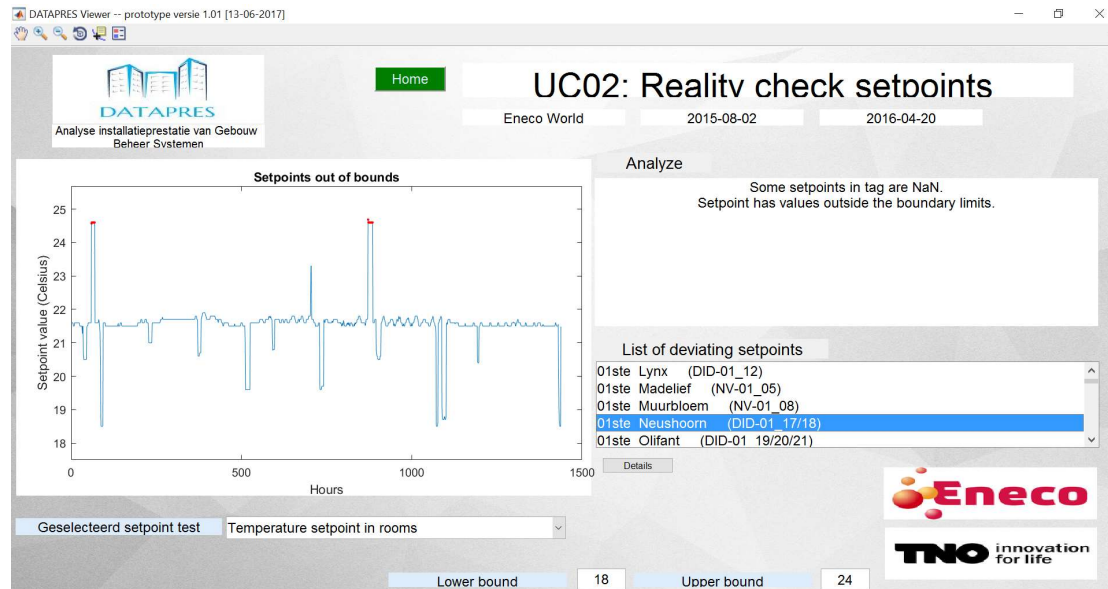 DATAPRES Viewer -- prototype versie 1.01 [13-06-2017]
Home
UC02: Reality check setpoints
DATAPRES
Analyse installatieprestatie van Gebouw
Beheer Systemen
Eneco World
2015-08-02
2016-04-20
Setpoints out of bounds
25
24
23
22
21
20
19
18
Setpoint value (Celsius)
0
500
1000
1500
Hours
Analyze
Some setpoints in tag are NaN.
Setpoint has values outside the boundary limits.
List of deviating setpoints
01ste Lynx (DID-01_12)
01ste Madelief (NV-01_05)
01ste Muurbloem (NV-01_08)
01ste Neushoorn (DID-01_17/18)
01ste Olifant (DID-01_19/20/21)
Details
Eneco
TNO innovation
for life
Geselecteerd setpoint test
Temperature setpoint in rooms
Lower bound
18
Upper bound
24